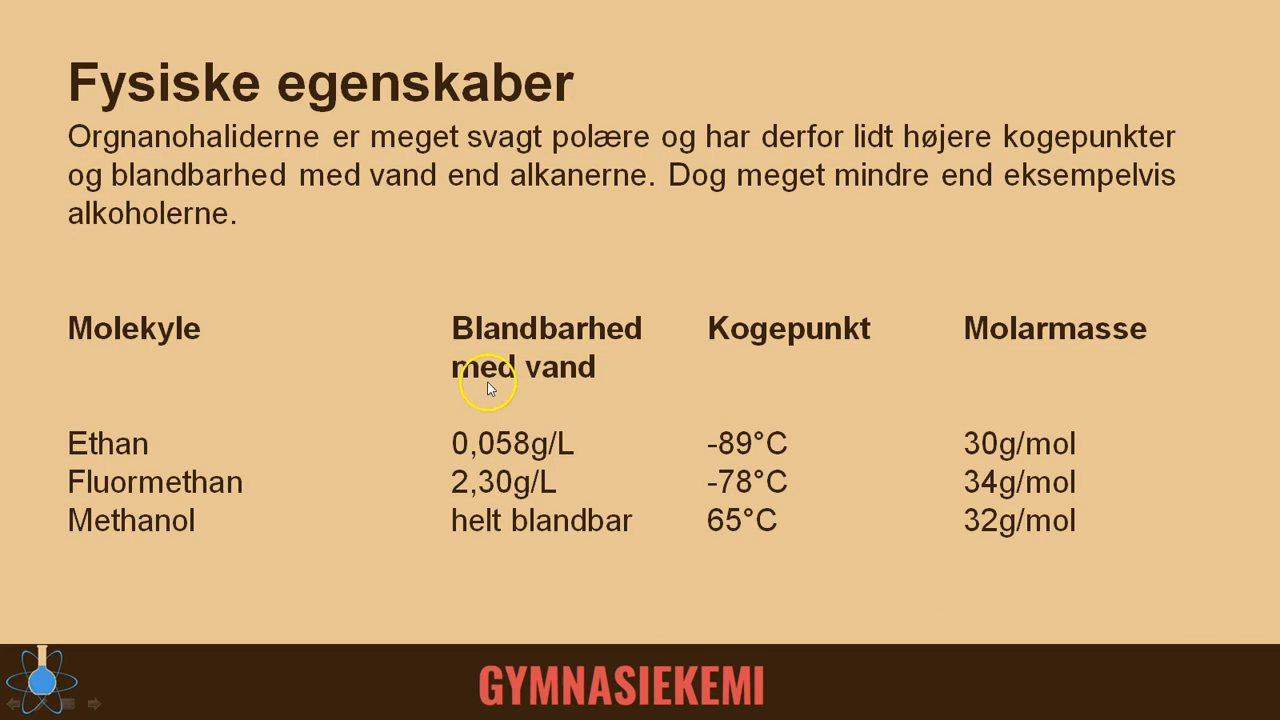 Fysiske egenskaber
Orgnanohaliderne er meget svagt polære og har derfor lidt højere kogepunkter
og blandbarhed med vand end alkanerne. Dog meget mindre end eksempelvis
alkoholerne.
Molekyle Blandbarhed med vand Kogepunkt Molarmasse
Ethan 0,058g/L -89°C 30g/mol
Fluormethan 2,30g/L -78°C 34g/mol
Methanol helt blandbar 65°C 32g/mol
GYMNASIEKEMI